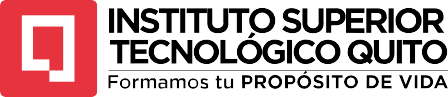 INSTITUTO SUPERIOR
TECNOLÓGICO QUITO
Formamos tu PROPÓSITO DE VIDA